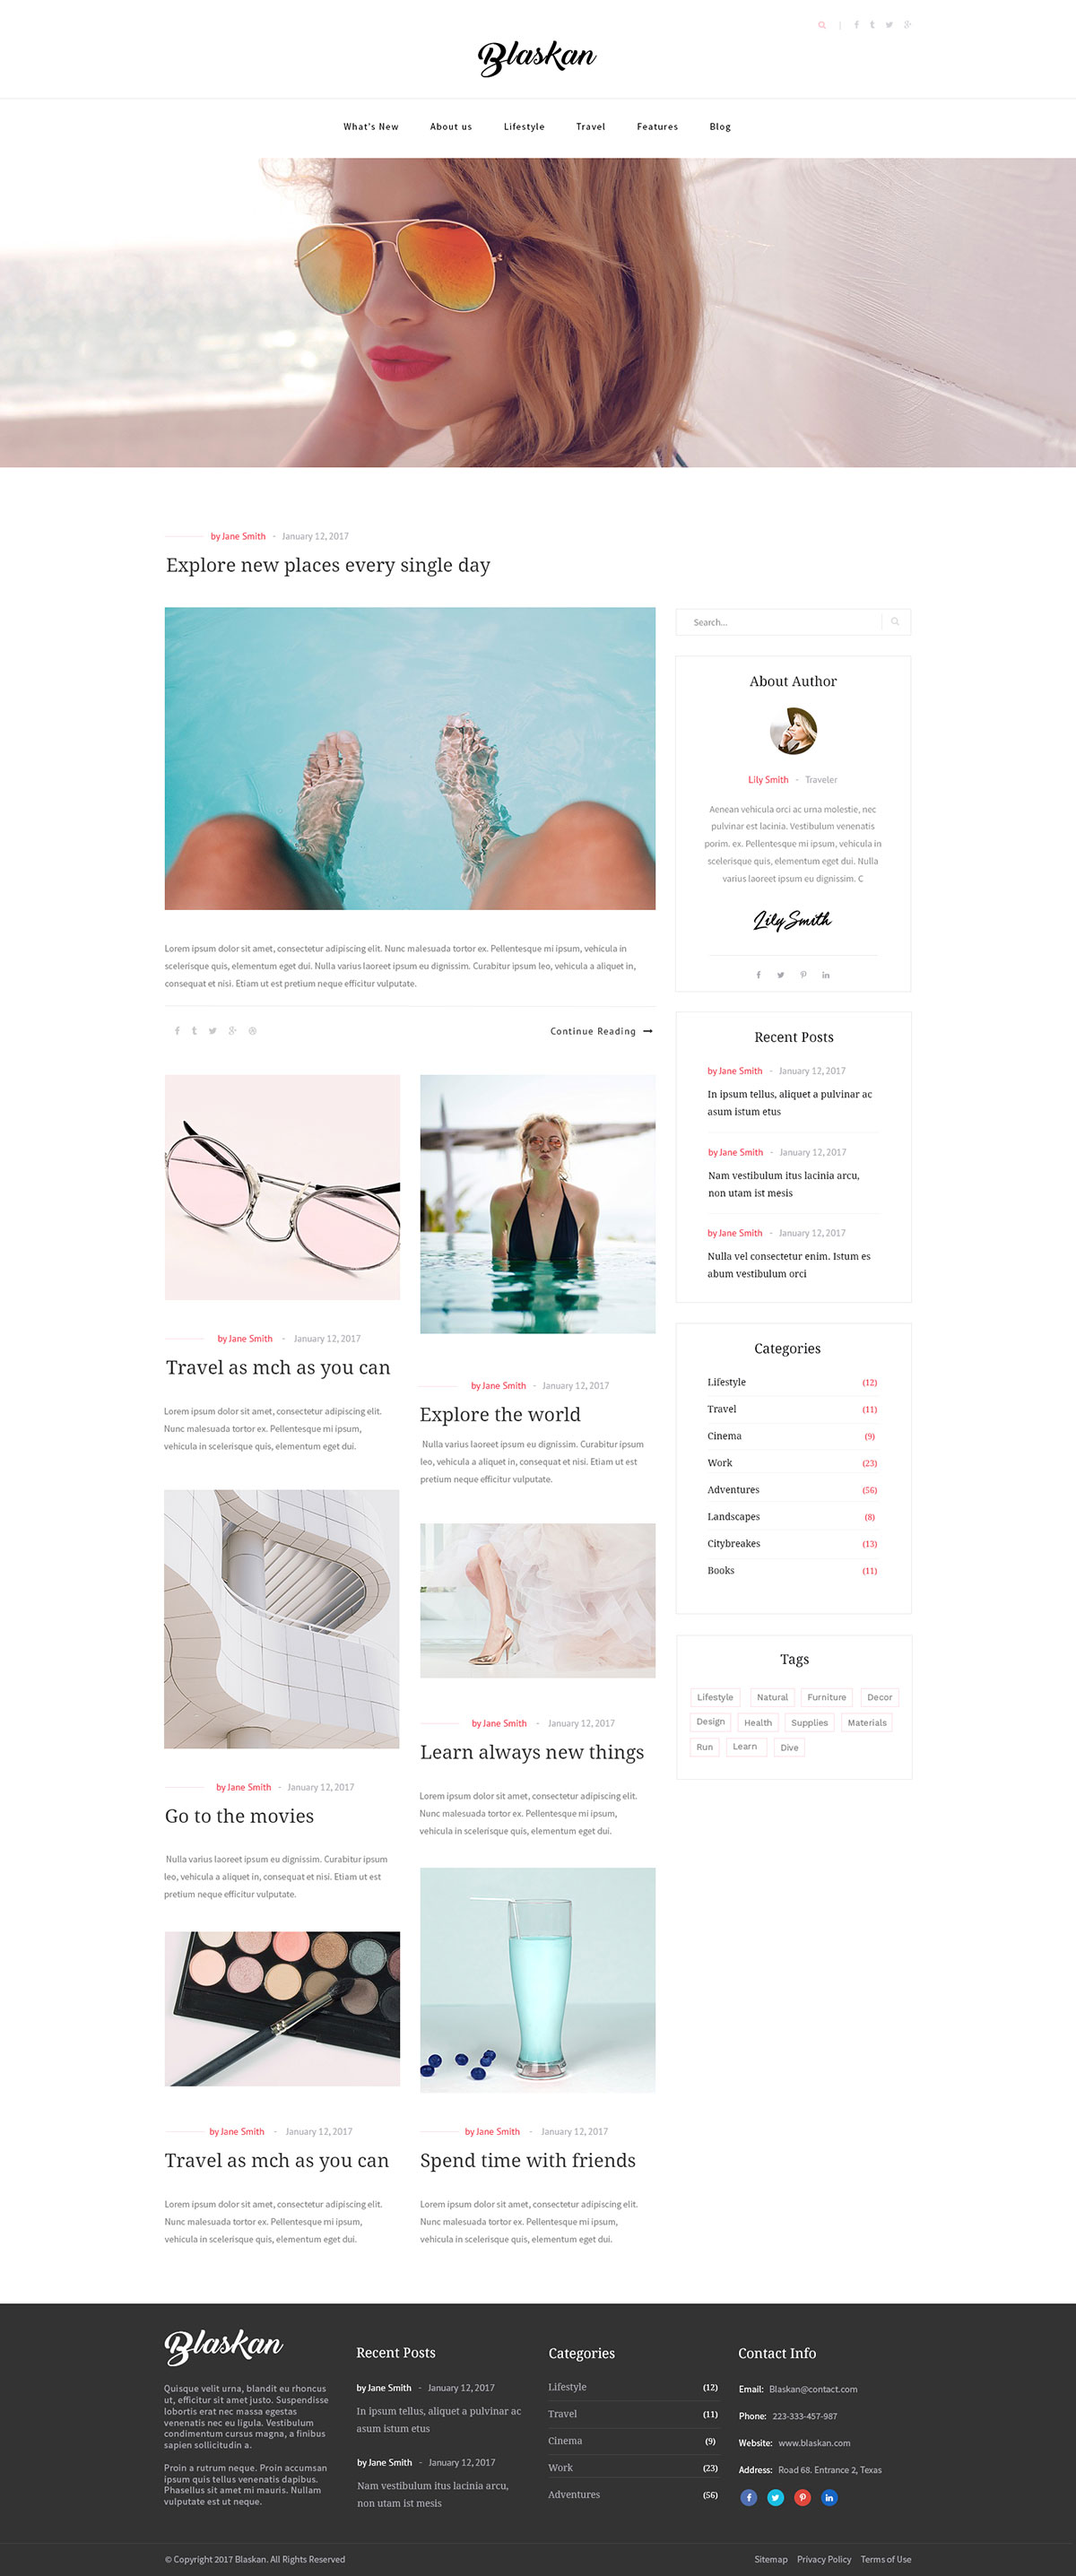 Blaskan
What's New About us Lifestyle Travel Features Blog
by Jane Smith - January 12, 2017
Explore new places every single day
Lorem ipsum dolor sit amet, consectetur adipiscing elit. Nunc malesuada tortor ex. Pellentesque mi ipsum, vehicula in
scelerisque quis, elementum eget dui. Nulla varius laoreet ipsum eu dignissim. Curabitur ipsum leo, vehicula a aliquet in,
consequat et nisi. Etiam ut est pretium neque efficitur vulputate.
Continue Reading
by Jane Smith - January 12, 2017
Travel as mch as you can
Lorem ipsum dolor sit amet, consectetur adipiscing elit.
Nunc malesuada tortor ex. Pellentesque mi ipsum,
vehicula in scelerisque quis, elementum eget dui.
by Jane Smith - January 12, 2017
Explore the world
Nulla varius laoreet ipsum eu dignissim. Curabitur ipsum
leo, vehicula a aliquet in, consequat et nisi. Etiam ut est
pretium neque efficitur vulputate.
by Jane Smith - January 12, 2017
Go to the movies
Nulla varius laoreet ipsum eu dignissim. Curabitur ipsum
leo, vehicula a aliquet in, consequat et nisi. Etiam ut est
pretium neque efficitur vulputate.
by Jane Smith - January 12, 2017
Learn always new things
Lorem ipsum dolor sit amet, consectetur adipiscing elit.
Nunc malesuada tortor ex. Pellentesque mi ipsum,
vehicula in scelerisque quis, elementum eget dui.
by Jane Smith - January 12, 2017
Travel as mch as you can
Lorem ipsum dolor sit amet, consectetur adipiscing elit.
Nunc malesuada tortor ex. Pellentesque mi ipsum,
vehicula in scelerisque quis, elementum eget dui.
by Jane Smith - January 12, 2017
Spend time with friends
Lorem ipsum dolor sit amet, consectetur adipiscing elit.
Nunc malesuada tortor ex. Pellentesque mi ipsum,
vehicula in scelerisque quis, elementum eget dui.
Search...
About Author
Lily Smith - Traveler
Aenean vehicula orci ac urna molestie, nec
pulvinar est lacinia. Vestibulum venenatis
porim. ex. Pellentesque mi ipsum, vehicula in
scelerisque quis, elementum eget dui. Nulla
varius laoreet ipsum eu dignissim. C
Lily Smith
Recent Posts
by Jane Smith - January 12, 2017
In ipsum tellus, aliquet a pulvinar ac
asum istum etus
by Jane Smith - January 12, 2017
Nam vestibulum itus lacinia arcu,
non utam ist mesis
by Jane Smith - January 12, 2017
Nulla vel consectetur enim. Istum es
abum vestibulum orci
Categories
Lifestyle (12)
Travel (11)
Cinema (9)
Work (23)
Adventures (56)
Landscapes (8)
Citybreakes (13)
Books (11)
Tags
Lifestyle Natural Furniture Decor
Design Health Supplies Materials
Run Learn Dive
Blaskan
Quisque velit urna, blandit eu rhoncus
ut, efficitur sit amet justo. Suspendisse
lobortis erat nec massa egestas
venenatis nec eu ligula. Vestibulum
condimentum cursus magna, a finibus
sapien sollicitudin a.
Proin a rutrum neque. Proin accumsan
ipsum quis tellus venenatis dapibus.
Phasellus sit amet mi mauris. Nullam
vulputate est ut neque.
Recent Posts
by Jane Smith - January 12, 2017
In ipsum tellus, aliquet a pulvinar ac
asum istum etus
by Jane Smith - January 12, 2017
Nam vestibulum itus lacinia arcu,
non utam ist mesis
Categories
Lifestyle (12)
Travel (11)
Cinema (9)
Work (23)
Adventures (56)
Contact Info
Email: Blaskan@contact.com
Phone: 223-333-457-987
Website: www.blaskan.com
Address: Road 68. Entrance 2, Texas
© Copyright 2017 Blaskan. All Rights Reserved
Sitemap Privacy Policy Terms of Use